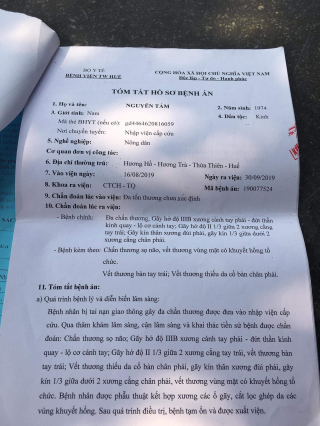 BỘ Y TẾ
BỆNH VIỆN TW HUẾ
CỘNG HÒA XÃ HỘI CHỦ NGHĨA VIỆT NAM
Độc lập - Tự do - Hạnh phúc
TÓM TẮT HỒ SƠ BỆNH ÁN
1. Họ và tên: NGUYỄN TÁM 2. Năm sinh: 1974
3. Giới tính: Nam 4. Dân tộc: Kinh
Mã thẻ BHYT (nếu có): gd4464620816059
Nơi chuyển tuyến: Nhập viện cấp cứu
5. Nghề nghiệp: Nông dân
Cơ quan đơn vị công tác:
6. Địa chỉ thường trú: Hương Hồ - Hương Trà - Thừa Thiên - Huế
7. Vào viện ngày: 16/08/2019 Ngày ra viện: 30/09/2019
8. Khoa ra viện: CTCH - TQ Mã bệnh án: 190077524
9. Chẩn đoán lúc vào viện: Đa tổn thương chưa xác định
10. Chẩn đoán lúc ra viện:
- Bệnh chính: Đa chấn thương, Gãy hở độ IIIB xương cánh tay phải - đứt thần
kinh quay - lộ cơ cánh tay; Gãy hở độ II 1/3 giữa 2 xương cẳng
tay trái; Gãy kín thân xương đùi phải, gãy kín 1/3 giữa dưới 2
xương cẳng chân phải.
- Bệnh kèm theo: Chấn thương sọ não, vết thương vùng mặt có khuyết hổng tổ
chức.
Vết thương bàn tay trái; Vết thương thiếu da cổ bàn chân phải.
11. Tóm tắt bệnh án:
a) Quá trình bệnh lý và diễn biến lâm sàng:
Bệnh nhân bị tai nạn giao thông gây đa chấn thương được đưa vào nhập viện cấp
cứu. Qua thăm khám lâm sàng, cận lâm sàng và khai thác tiền sử bệnh được chẩn
đoán: Chấn thương sọ não; Gãy hở độ IIIB xương cánh tay phải - đứt thần kinh
quay - lộ cơ cánh tay; Gãy hở độ II 1/3 giữa 2 xương cẳng tay trái, vết thương bàn
tay trái; Vết thương thiếu da cổ bàn chân phải, gãy kín thân xương đùi phải, gãy
kín 1/3 giữa dưới 2 xương cẳng chân phải, vết thương vùng mặt có khuyết hổng tổ
chức. Bệnh nhân được phẫu thuật kết hợp xương các ổ gãy, cắt lọc ghép da các
vùng khuyết hổng. Sau quá trình điều trị, bệnh tạm ổn và được xuất viện.